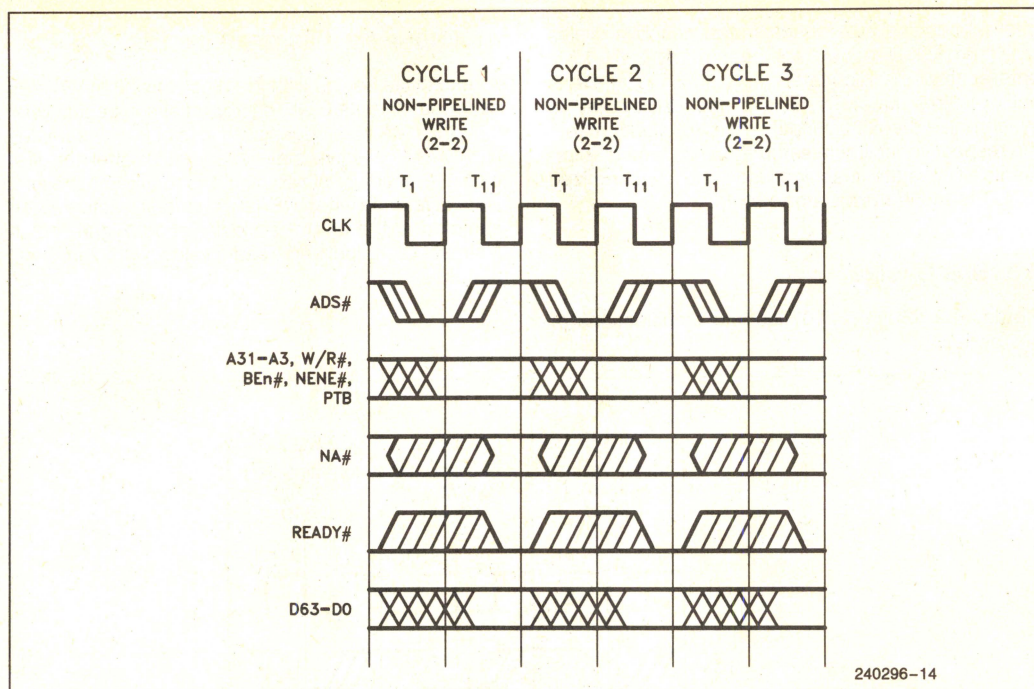 CYCLE 1 CYCLE 2 CYCLE 3
NON-PIPELINED NON-PIPELINED NON-PIPELINED
WRITE WRITE WRITE
(2-2) (2-2) (2-2)
T1 T11 T1 T11 T1 T11
CLK
ADS#
A31-A3, W/R#,
BEn#, NENE#,
PTB
NA#
READY#
D63-D0
240296-14